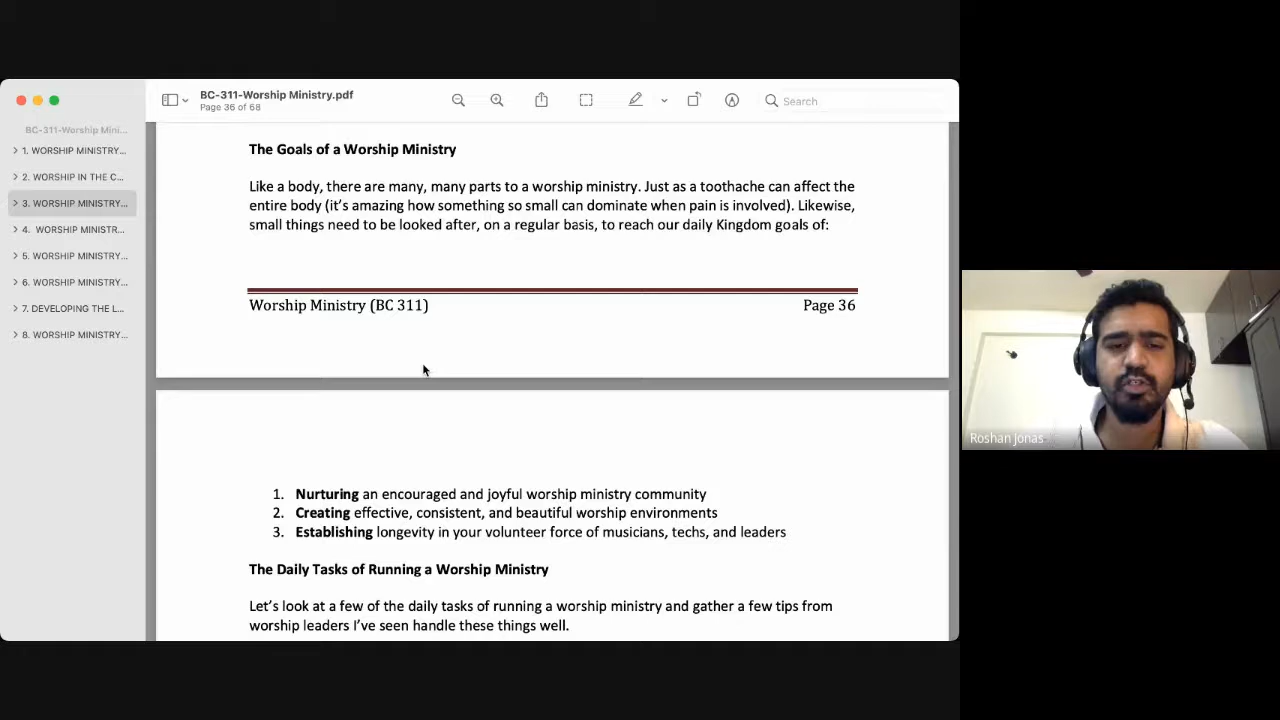 BC-311-Worship Ministry.pdf
Page 36 of 68
Search
BC-311-Worship Mini...
1. WORSHIP MINISTRY...
2. WORSHIP IN THE C...
3. WORSHIP MINISTRY...
4. WORSHIP MINISTR...
5. WORSHIP MINISTRY...
6. WORSHIP MINISTRY...
7. DEVELOPING THE L...
8. WORSHIP MINISTRY...
The Goals of a Worship Ministry
Like a body, there are many, many parts to a worship ministry. Just as a toothache can affect the
entire body (it's amazing how something so small can dominate when pain is involved). Likewise,
small things need to be looked after, on a regular basis, to reach our daily Kingdom goals of:
Worship Ministry (BC 311)
Page 36
1. Nurturing an encouraged and joyful worship ministry community
2. Creating effective, consistent, and beautiful worship environments
3. Establishing longevity in your volunteer force of musicians, techs, and leaders
The Daily Tasks of Running a Worship Ministry
Let's look at a few of the daily tasks of running a worship ministry and gather a few tips from
worship leaders I've seen handle these things well.
Roshan Jonas